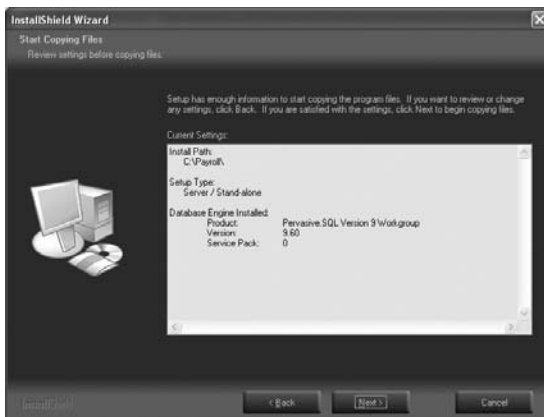 InstallShield Wizard
Start Copying Files
Review settings before copying files.
Setup has enough information to start copying the program files. If you want to review or change
any settings, click Back. If you are satisfied with the settings, click Next to begin copying files.
Current Settings:
Install Path:
C:\Payroll\
Setup Type:
Server / Stand-alone
Database Engine Installed:
Product: Pervasive.SQL Version 9 Workgroup
Version: 9.60
Service Pack: 0
InstallShield
< Back Next > Cancel